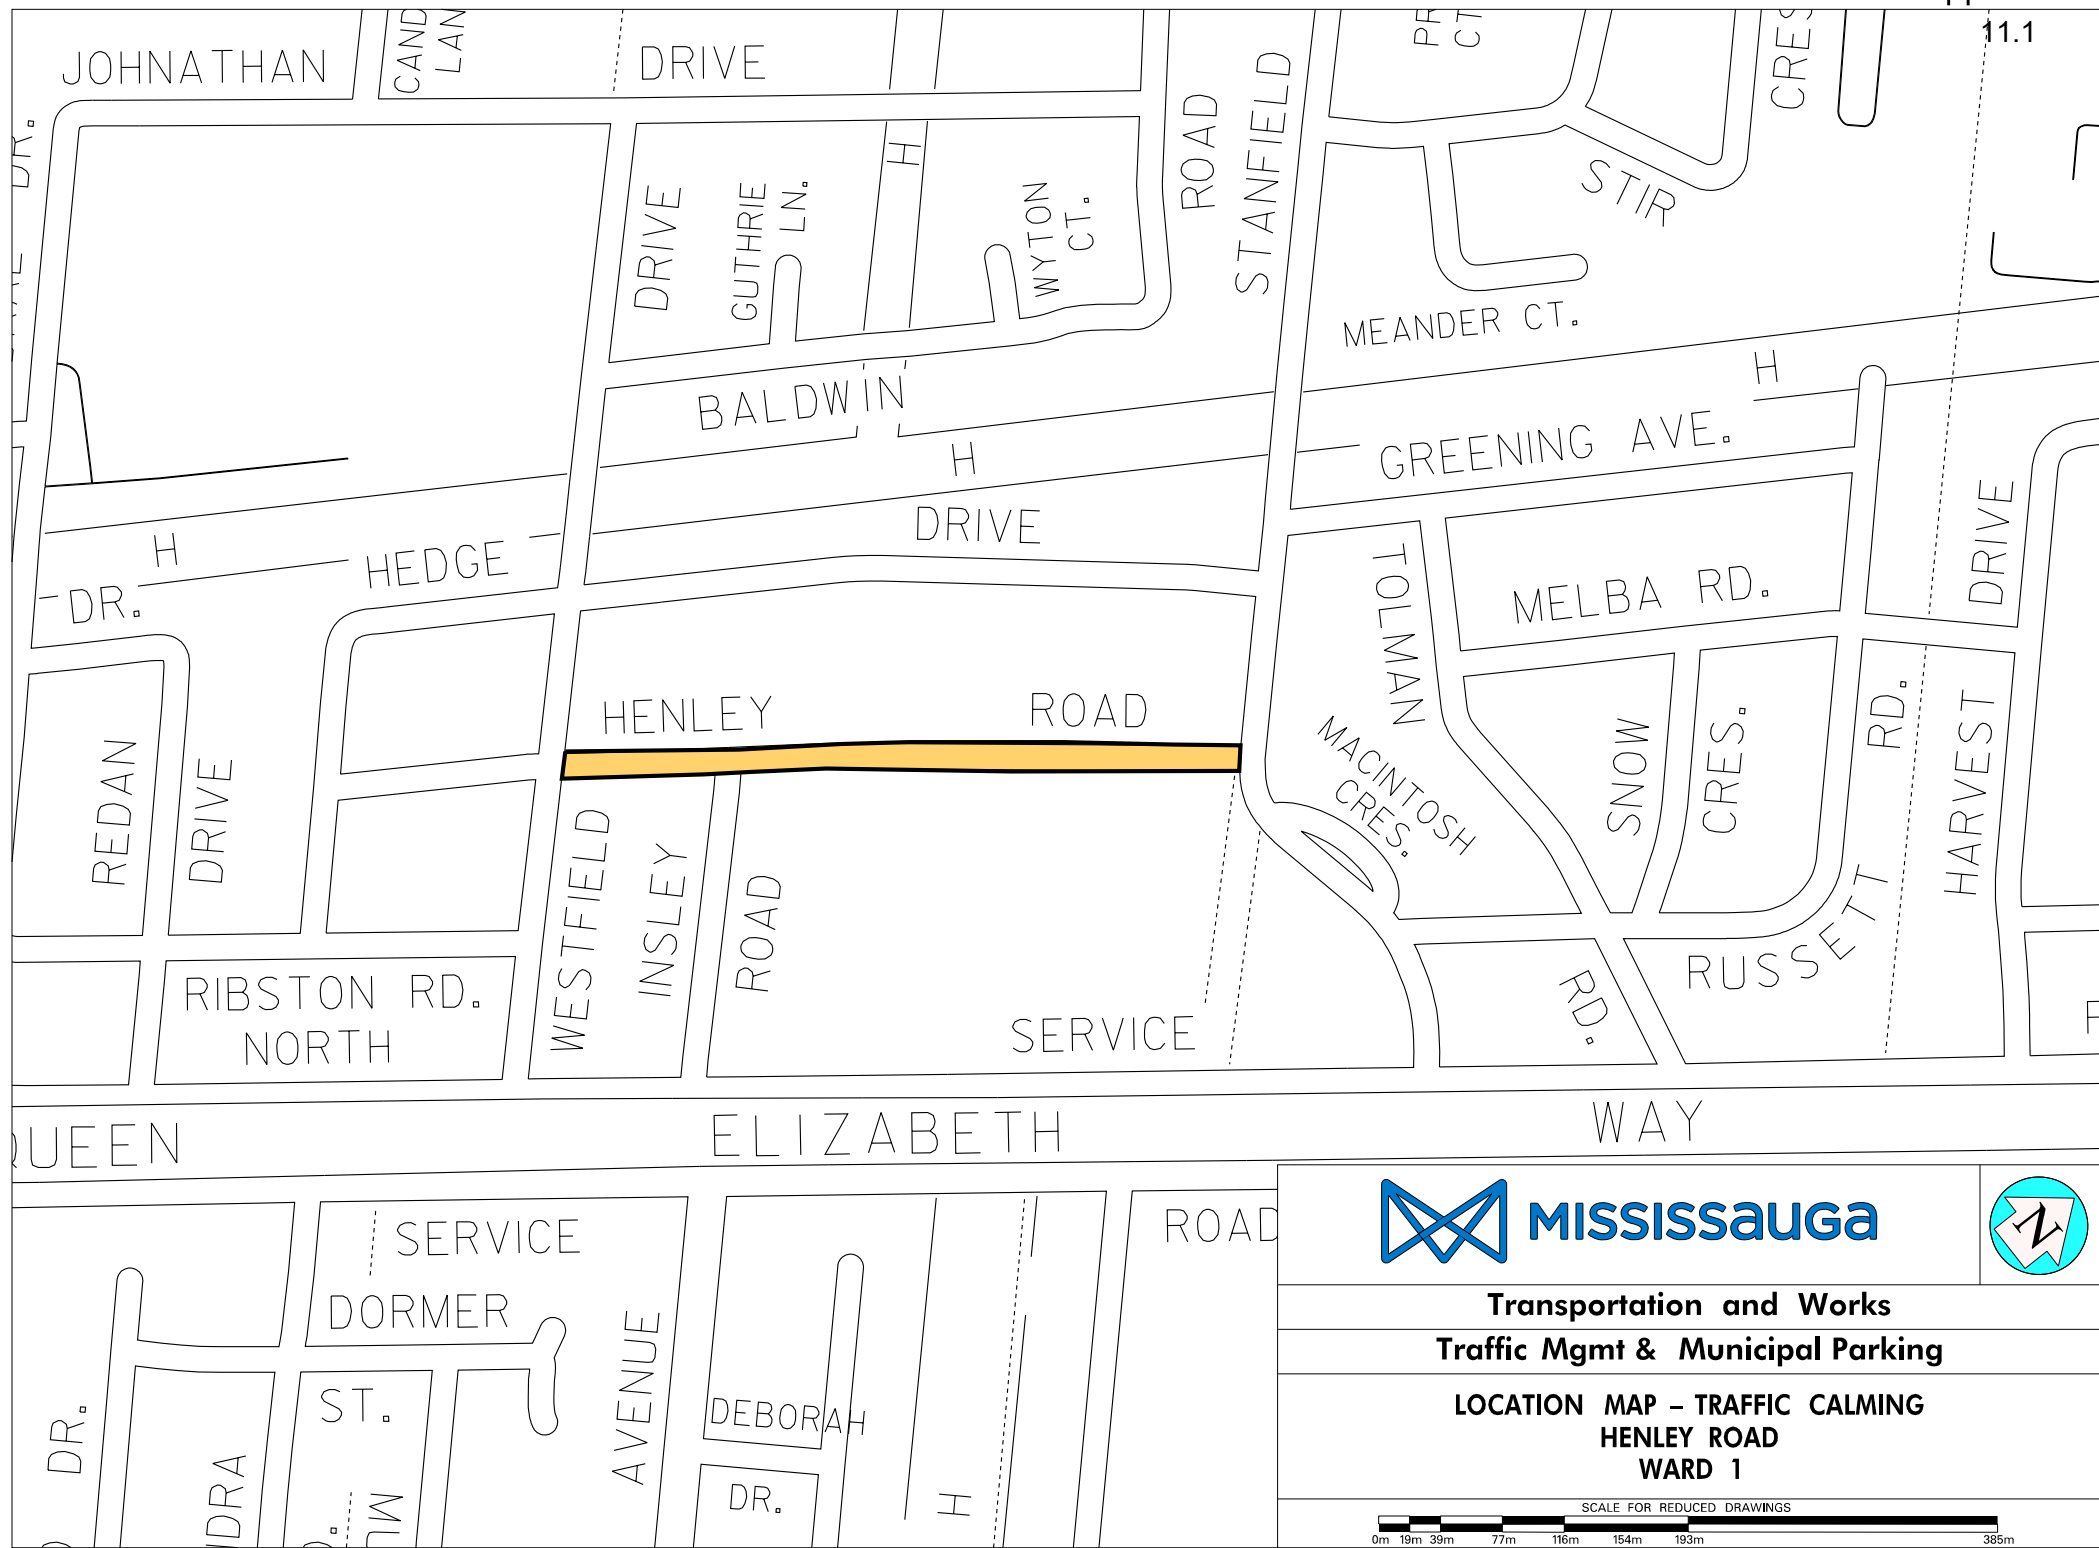 11.1
JOHNATHAN
DRIVE
ROAD
STANFIELD
CRES
STIR
DR.
DRIVE
GUTHRIE
LN.
H
WYTON
CT.
MEANDER CT.
BALDWIN
H
H
GREENING AVE.
DRIVE
H
HEDGE
DR.
TOLMAN
MELBA RD.
DRIVE
HENLEY ROAD
MACINTOSH
CRES.
SNOW
CRES.
RD.
HARVEST
REDAN
DRIVE
WESTFIELD
INSLEY
ROAD
RUSSETT
RD.
RIBSTON RD.
NORTH
SERVICE
QUEEN ELIZABETH WAY
SERVICE
ROAD
DORMER
ST.
AVENUE
DEBORAH
DR.
H
DR.
NDRA
MISSISSauGa
N
Transportation and Works
Traffic Mgmt & Municipal Parking
LOCATION MAP – TRAFFIC CALMING
HENLEY ROAD
WARD 1
SCALE FOR REDUCED DRAWINGS
0m 19m 39m 77m 116m 154m 193m 385m